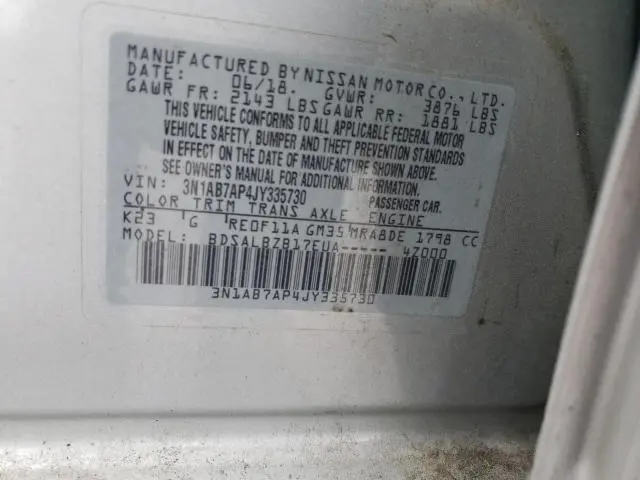 MANUFACTURED BY NISSAN MOTOR CO., LTD.
DATE: 06/18. GVWR: 3876 LBS
GAWR FR: 2143 LBS GAWR RR: 1881 LBS
THIS VEHICLE CONFORMS TO ALL APPLICABLE FEDERAL MOTOR
VEHICLE SAFETY, BUMPER AND THEFT PREVENTION STANDARDS
IN EFFECT ON THE DATE OF MANUFACTURE SHOWN ABOVE.
SEE OWNER'S MANUAL FOR ADDITIONAL INFORMATION.
VIN: 3N1AB7AP4JY335730 PASSENGER CAR.
COLOR TRIM TRANS AXLE ENGINE
K23 G RE0F11A GM35 MRA8DE 1798 CC
MODEL: BDSALBZB17EUA----- 4Z000
3N1AB7AP4JY335730